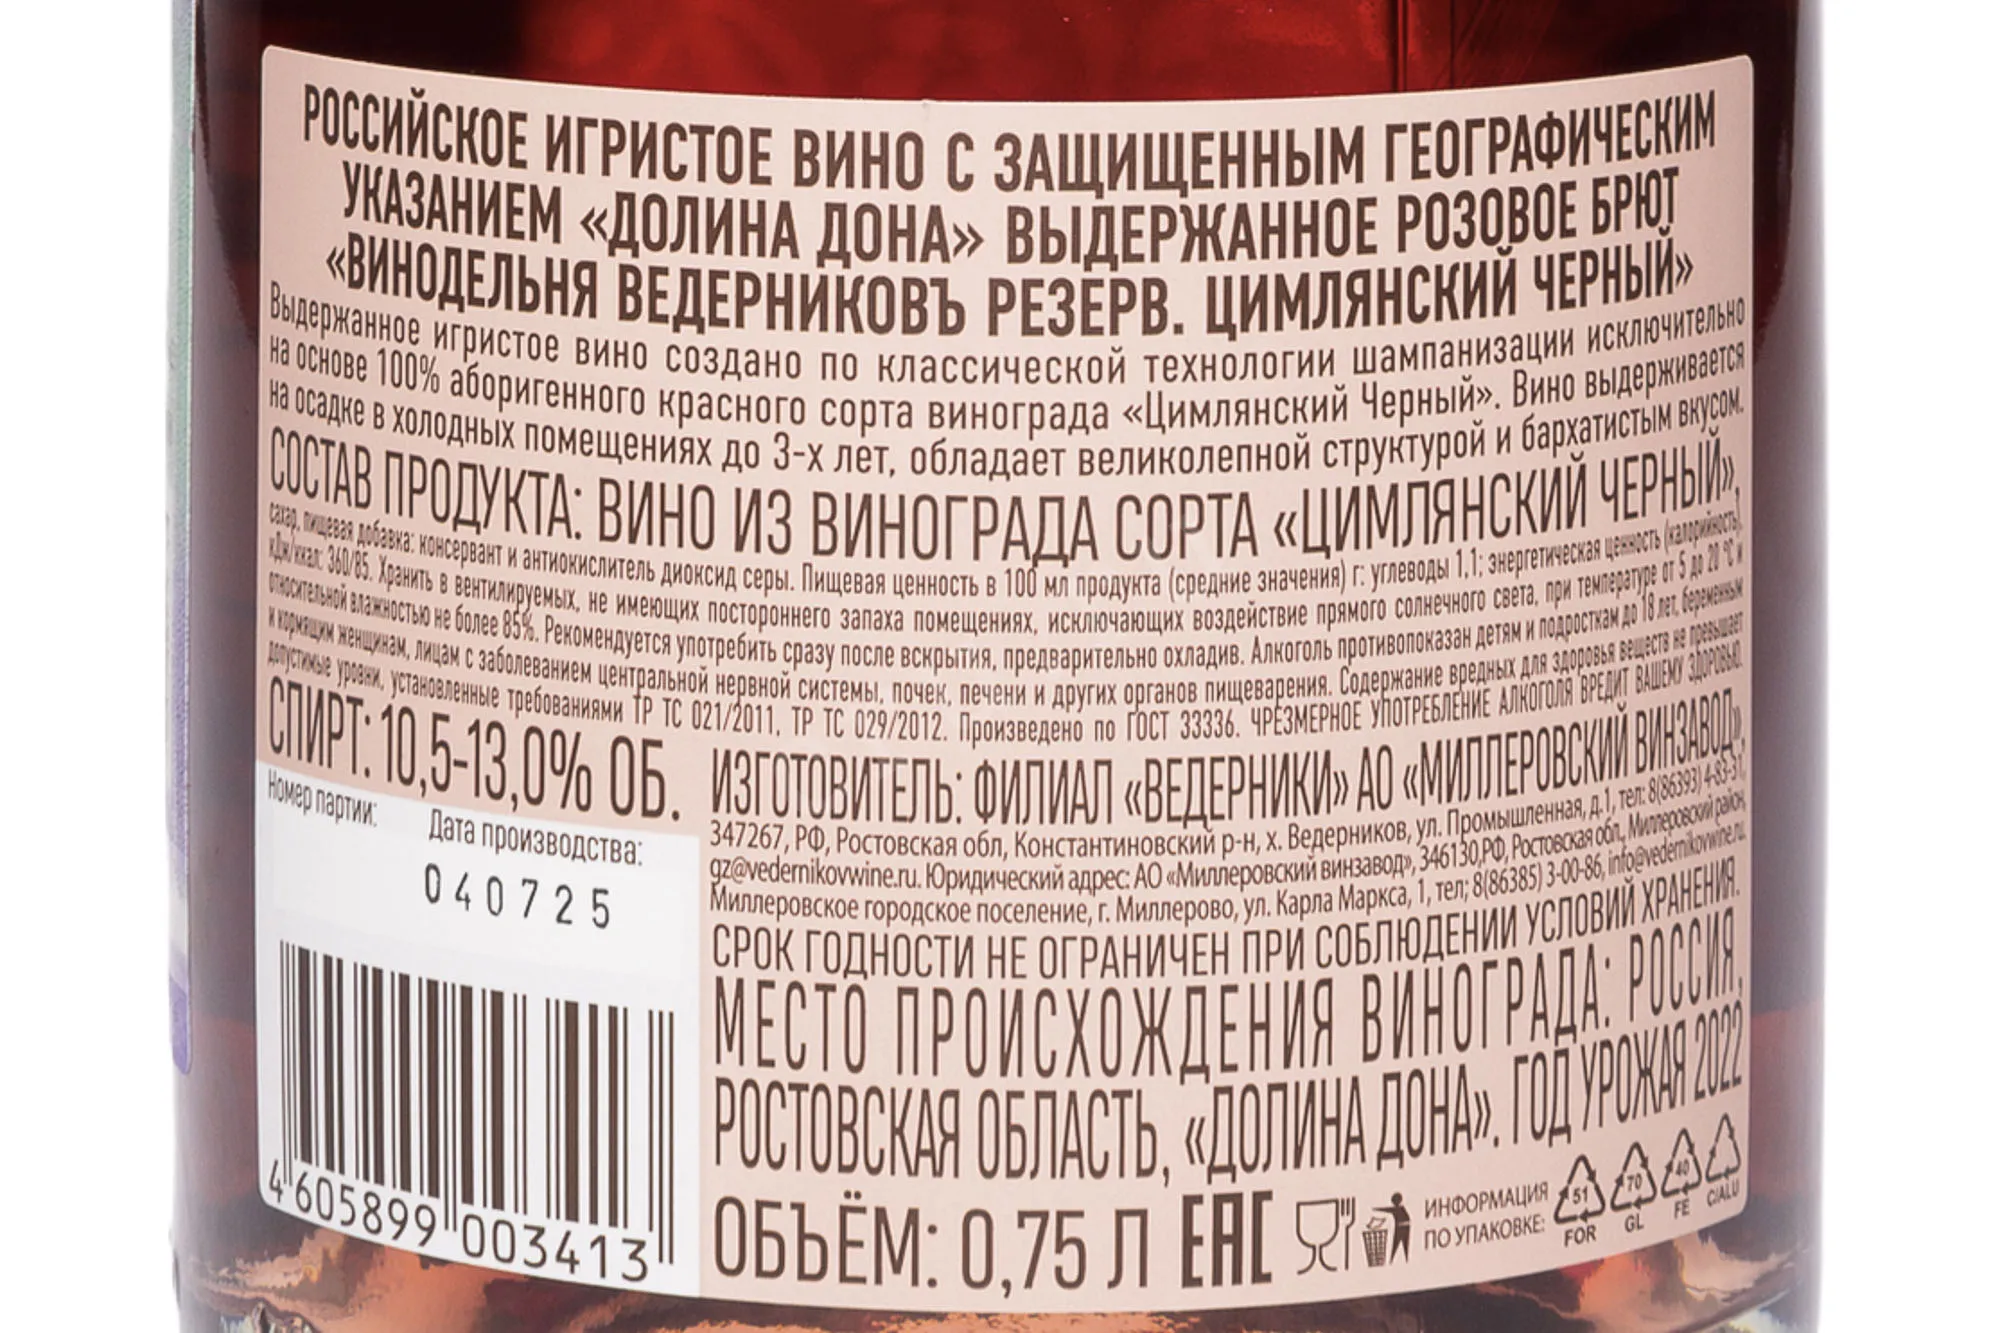 РОССИЙСКОЕ ИГРИСТОЕ ВИНО С ЗАЩИЩЕННЫМ ГЕОГРАФИЧЕСКИМ
УКАЗАНИЕМ «ДОЛИНА ДОНА» ВЫДЕРЖАННОЕ РОЗОВОЕ БРЮТ
«ВИНОДЕЛЬНЯ ВЕДЕРНИКОВЪ РЕЗЕРВ. ЦИМЛЯНСКИЙ ЧЕРНЫЙ»
Выдержанное игристое вино создано по классической технологии шампанизации исключительно
на основе 100% аборигенного красного сорта винограда «Цимлянский Черный». Вино выдерживается
на осадке в холодных помещениях до 3-х лет, обладает великолепной структурой и бархатистым вкусом.
СОСТАВ ПРОДУКТА: ВИНО ИЗ ВИНОГРАДА СОРТА «ЦИМЛЯНСКИЙ ЧЕРНЫЙ»,
сахар, пищевая добавка: консервант и антиокислитель диоксид серы. Пищевая ценность в 100 мл продукта (средние значения) г: углеводы 1,1; энергетическая ценность (калорийность),
кДж/ккал: 360/85. Хранить в вентилируемых, не имеющих постороннего запаха помещениях, исключающих воздействие прямого солнечного света, при температуре от 5 до 20 °С и
относительной влажностью не более 85%. Рекомендуется употребить сразу после вскрытия, предварительно охладив. Алкоголь противопоказан детям и подросткам до 18 лет, беременным
и кормящим женщинам, лицам с заболеванием центральной нервной системы, почек, печени и других органов пищеварения. Содержание вредных для здоровья веществ не превышает
допустимые уровни, установленные требованиями ТР ТС 021/2011, ТР ТС 029/2012. Произведено по ГОСТ 33336. ЧРЕЗМЕРНОЕ УПОТРЕБЛЕНИЕ АЛКОГОЛЯ ВРЕДИТ ВАШЕМУ ЗДОРОВЬЮ.
СПИРТ: 10,5-13,0% ОБ.
Номер партии:
Дата производства:
040725
4 605899 003413
ИЗГОТОВИТЕЛЬ: ФИЛИАЛ «ВЕДЕРНИКИ» АО «МИЛЛЕРОВСКИЙ ВИНЗАВОД»,
347267, РФ, Ростовская обл, Константиновский р-н, х. Ведерников, ул. Промышленная, д.1, тел: 8(86393) 4-83-31,
gz@vedernikovwine.ru. Юридический адрес: АО «Миллеровский винзавод», 346130,РФ, Ростовская обл., Миллеровский район,
Миллеровское городское поселение, г. Миллерово, ул. Карла Маркса, 1, тел; 8(86385) 3-00-86, info@vedernikovwine.ru.
СРОК ГОДНОСТИ НЕ ОГРАНИЧЕН ПРИ СОБЛЮДЕНИИ УСЛОВИЙ ХРАНЕНИЯ.
МЕСТО ПРОИСХОЖДЕНИЯ ВИНОГРАДА: РОССИЯ,
РОСТОВСКАЯ ОБЛАСТЬ, «ДОЛИНА ДОНА». ГОД УРОЖАЯ 2022
ОБЪЁМ: 0,75 Л EAC
ИНФОРМАЦИЯ
ПО УПАКОВКЕ:
51 FOR
70 GL
40 FE
C/ALU